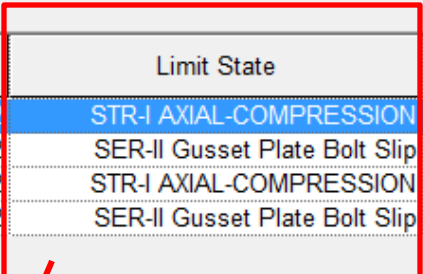 Limit State
STR-I AXIAL-COMPRESSION
SER-II Gusset Plate Bolt Slip
STR-I AXIAL-COMPRESSION
SER-II Gusset Plate Bolt Slip